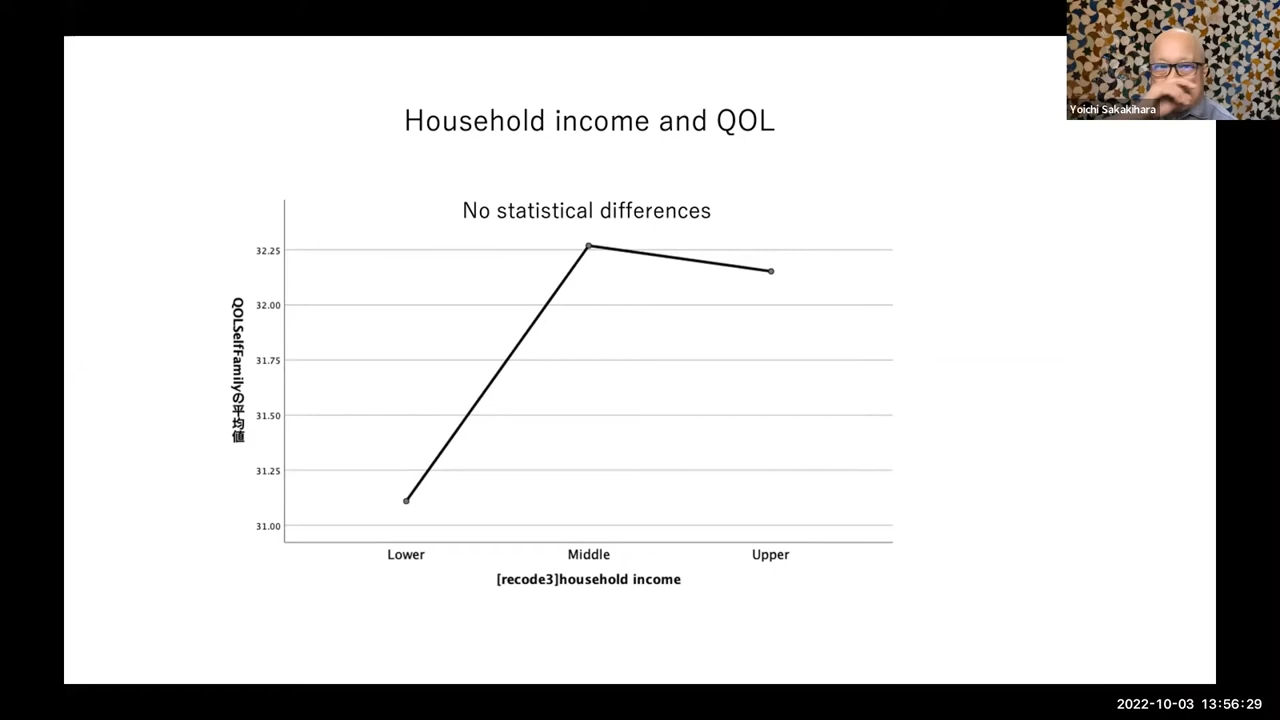 Yoichi Sakakihara
Household income and QOL
No statistical differences
32.25
32.00
31.75
31.50
31.25
31.00
QOLSelfFamilyの平均値
Lower Middle Upper
[recode3]household income
2022-10-03 13:56:29